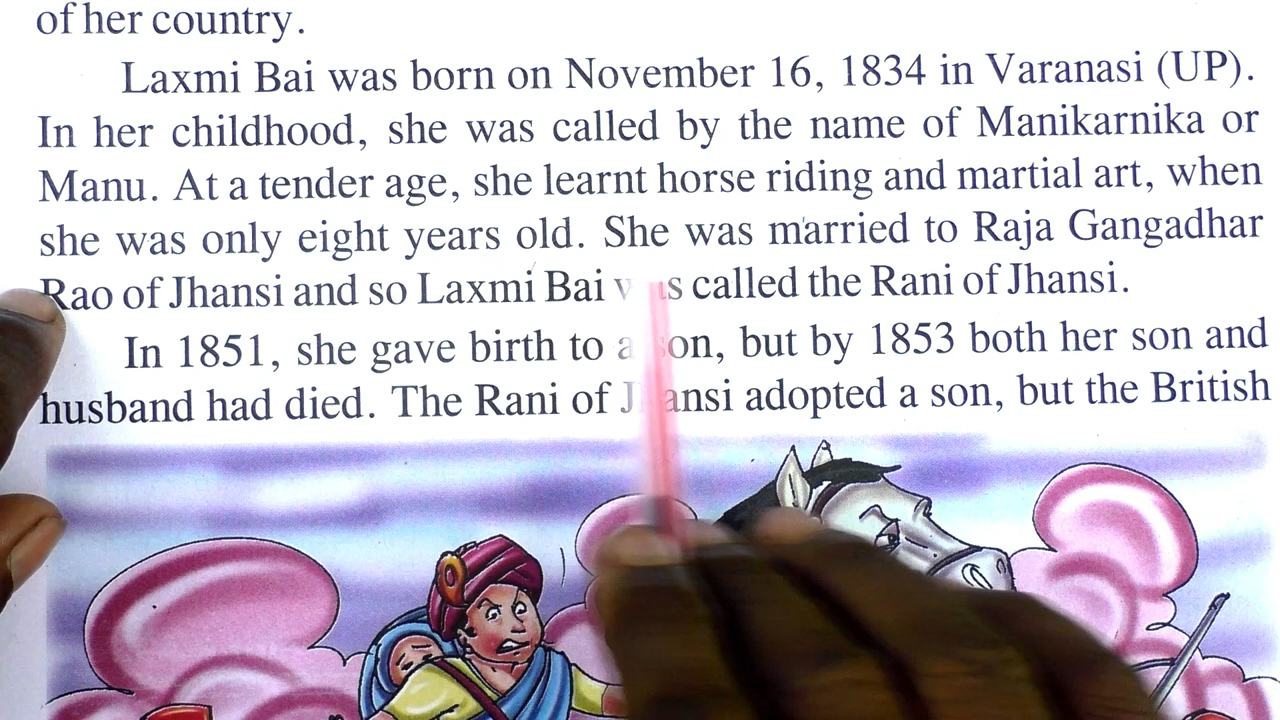 of her country.
Laxmi Bai was born on November 16, 1834 in Varanasi (UP).
In her childhood, she was called by the name of Manikarnika or
Manu. At a tender age, she learnt horse riding and martial art, when
she was only eight years old. She was married to Raja Gangadhar
Rao of Jhansi and so Laxmi Bai was called the Rani of Jhansi.
In 1851, she gave birth to a son, but by 1853 both her son and
husband had died. The Rani of Jhansi adopted a son, but the British